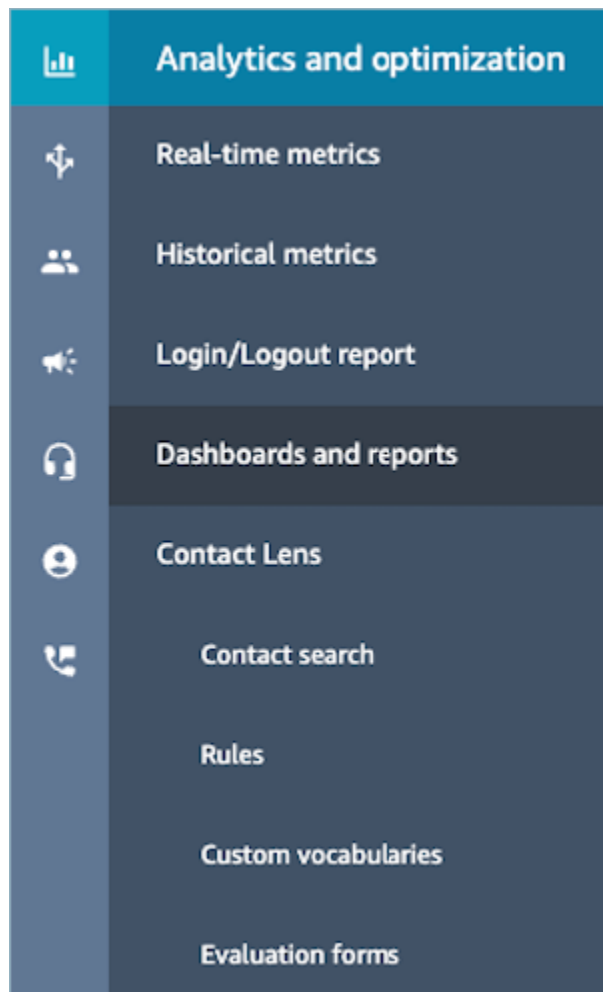 Analytics and optimization
Real-time metrics
Historical metrics
Login/Logout report
Dashboards and reports
Contact Lens
Contact search
Rules
Custom vocabularies
Evaluation forms